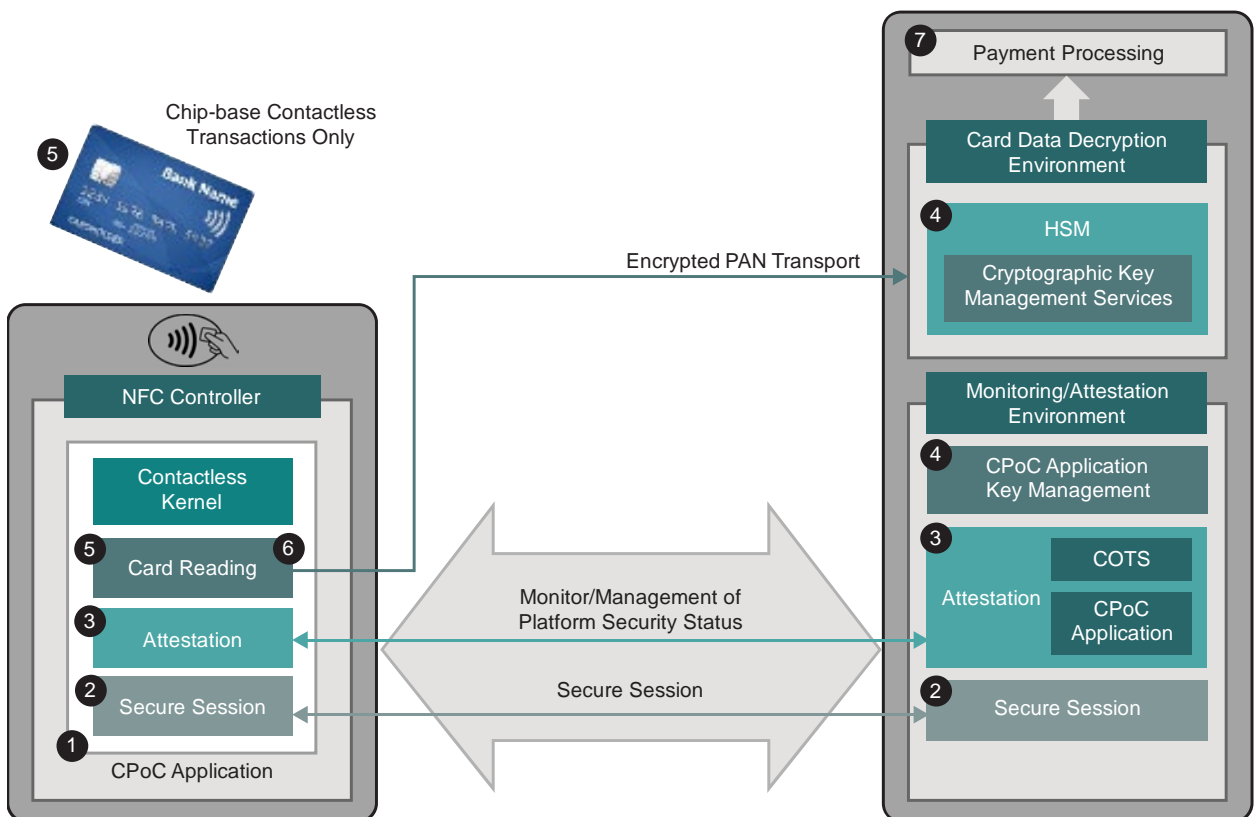 7
Payment Processing
Chip-base Contactless
Transactions Only
5
Bank Name
CARDHOLDER
Card Data Decryption
Environment
4
HSM
Cryptographic Key
Management Services
Encrypted PAN Transport
NFC Controller
Monitoring/Attestation
Environment
Contactless
Kernel
4
CPoC Application
Key Management
5
Card Reading
6
3
Attestation
COTS
CPoC
Application
Monitor/Management of
Platform Security Status
3
Attestation
Secure Session
2
Secure Session
2
Secure Session
1
CPoC Application